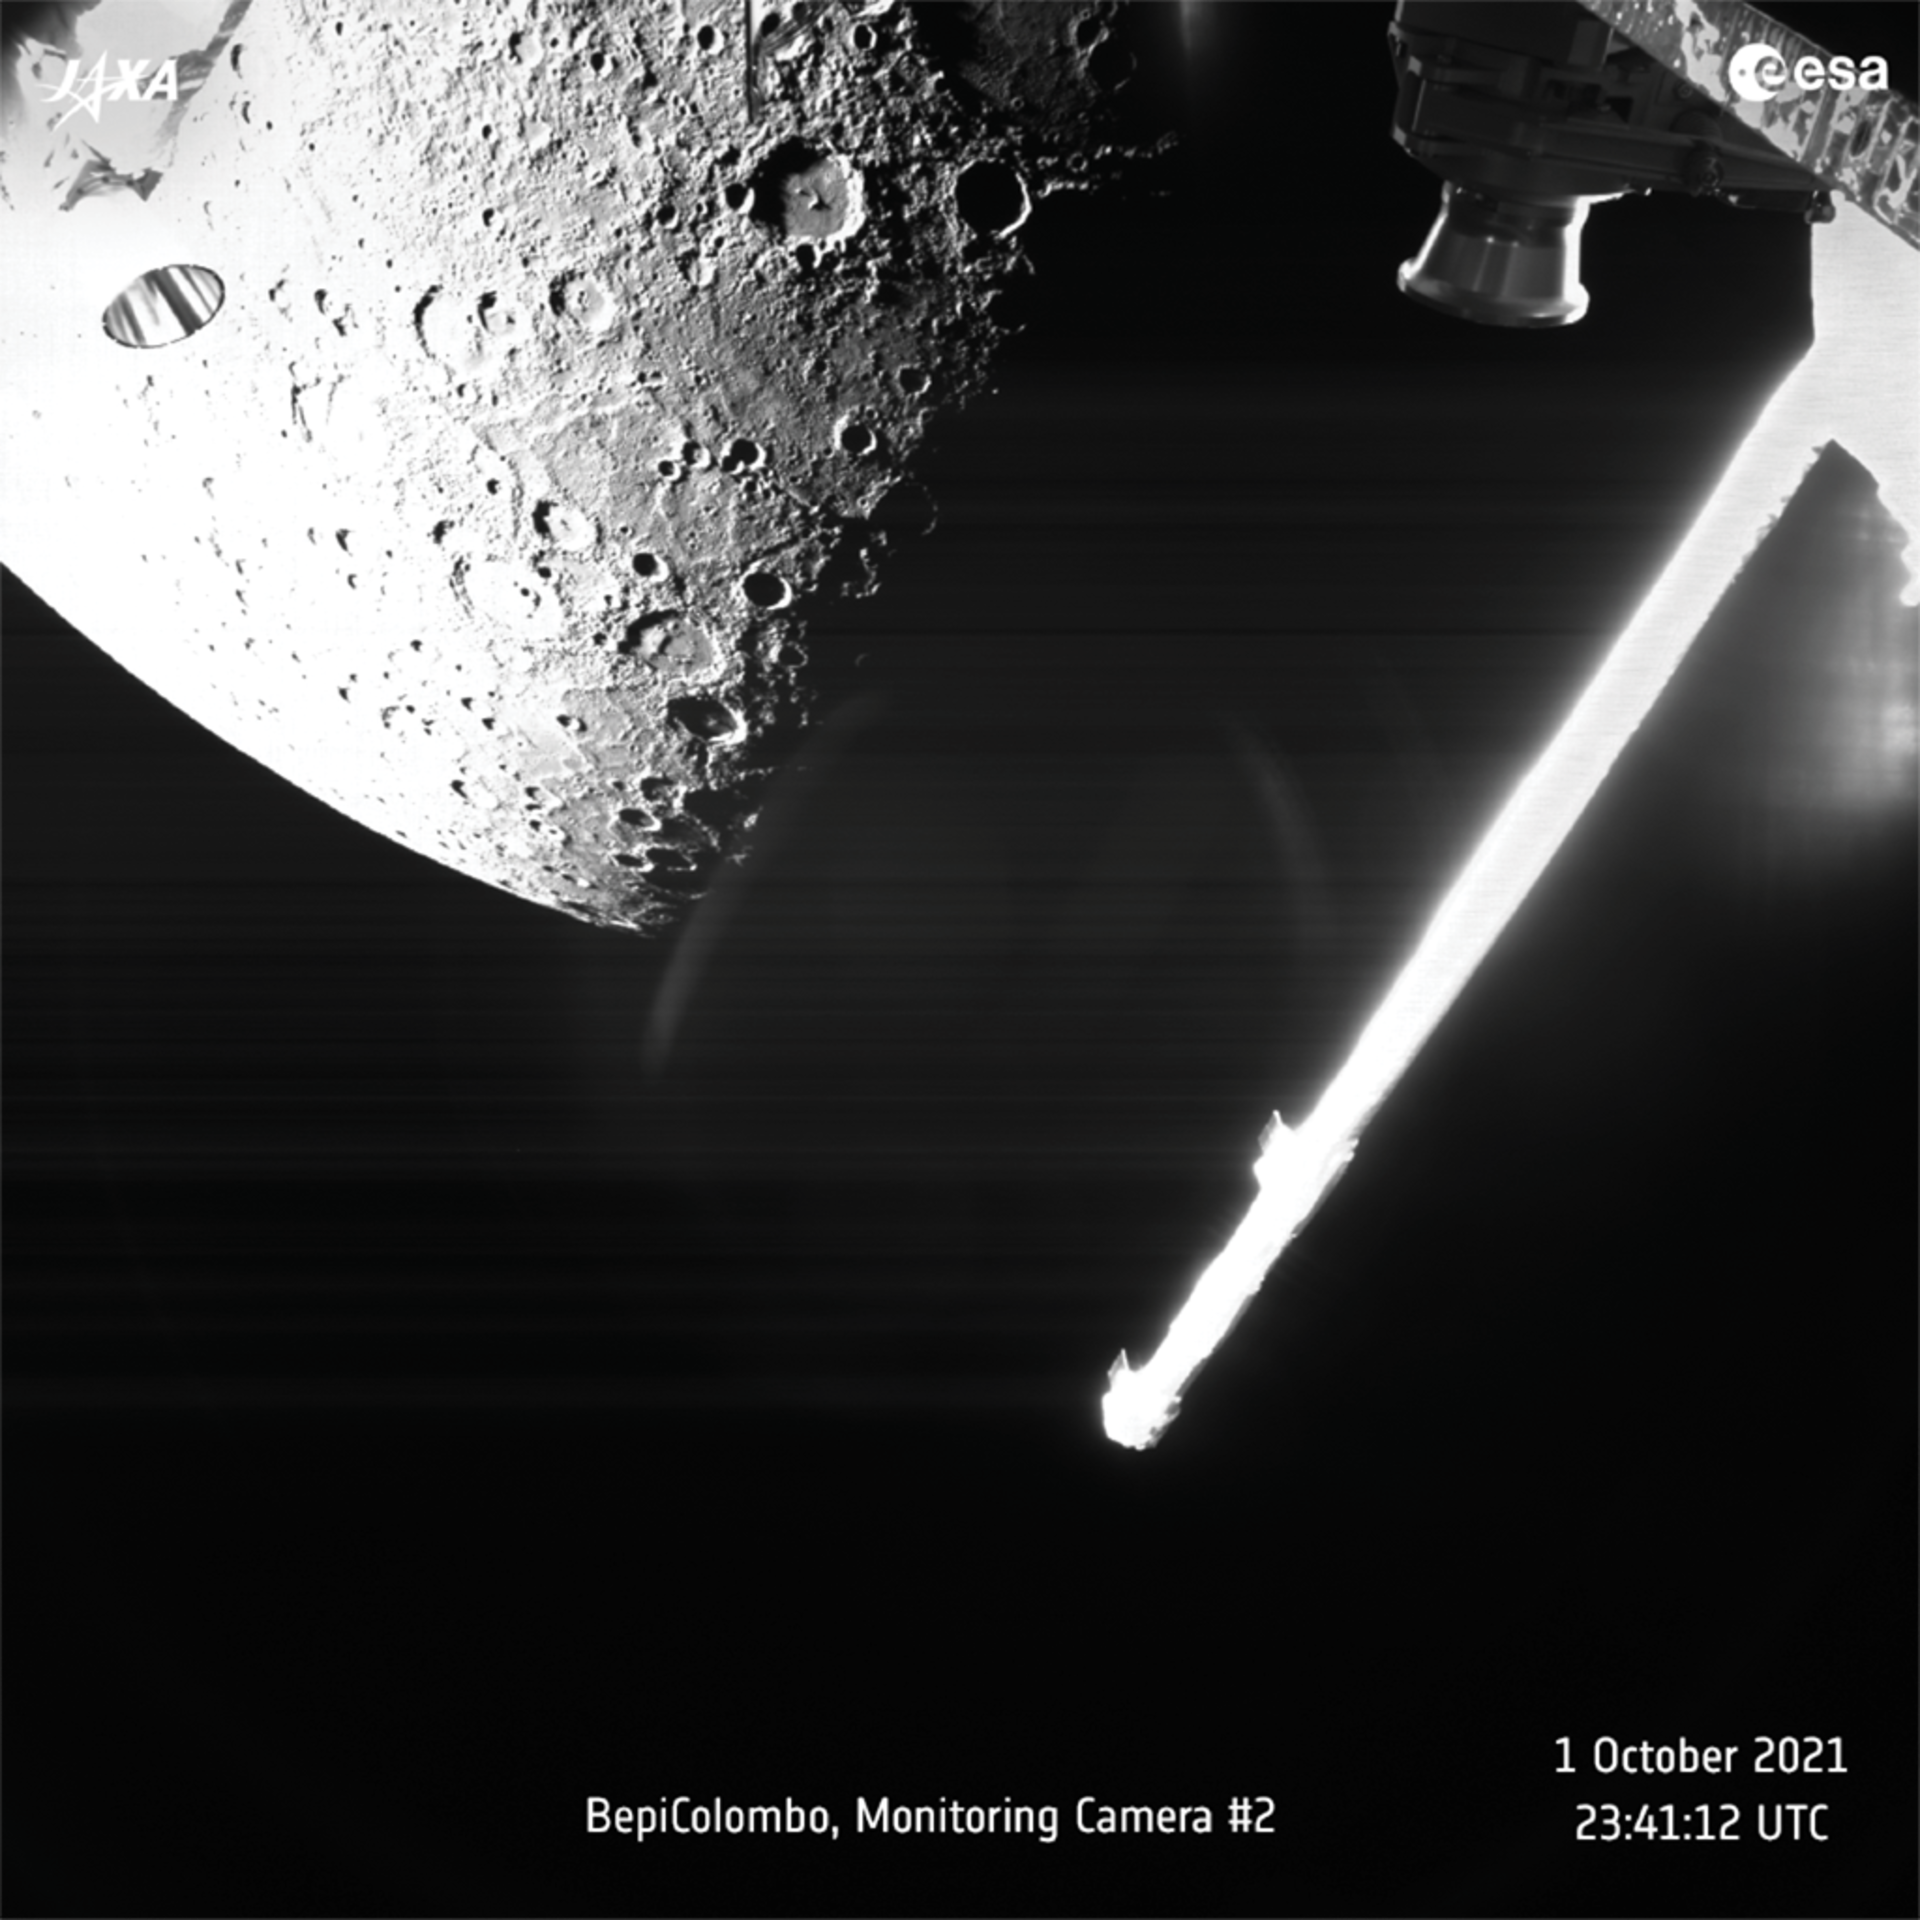 JAXA
esa
1 October 2021
BepiColombo, Monitoring Camera #2
23:41:12 UTC